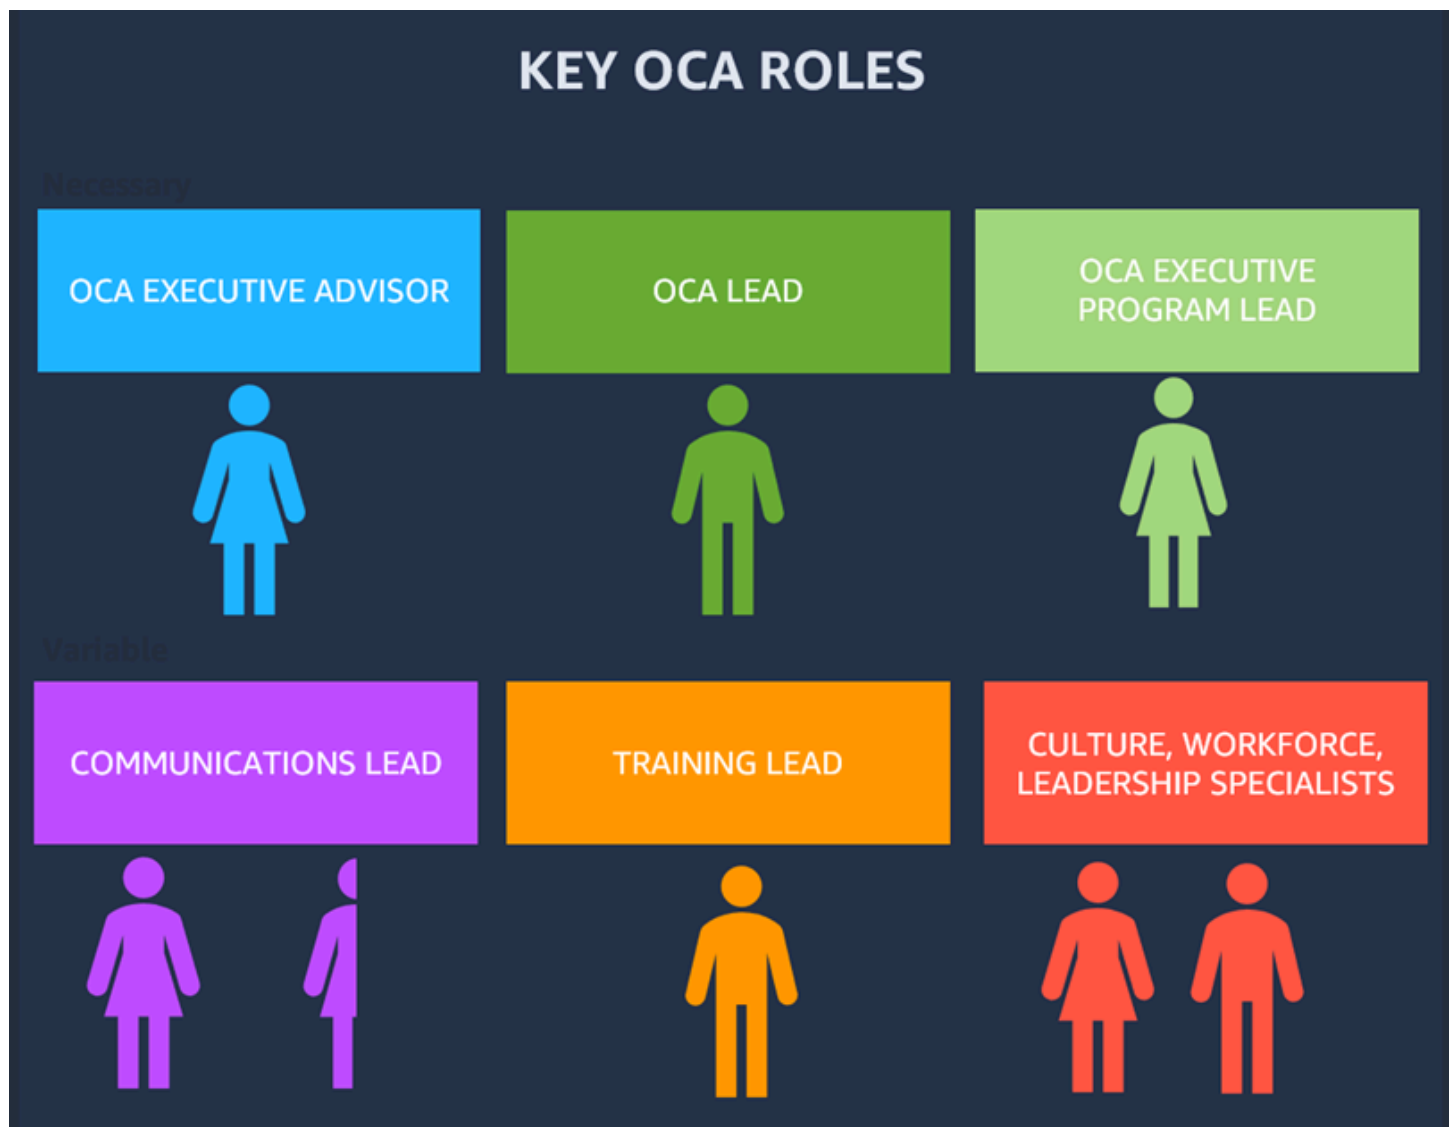 KEY OCA ROLES
Necessary
OCA EXECUTIVE ADVISOR
OCA LEAD
OCA EXECUTIVE
PROGRAM LEAD
Variable
COMMUNICATIONS LEAD
TRAINING LEAD
CULTURE, WORKFORCE,
LEADERSHIP SPECIALISTS